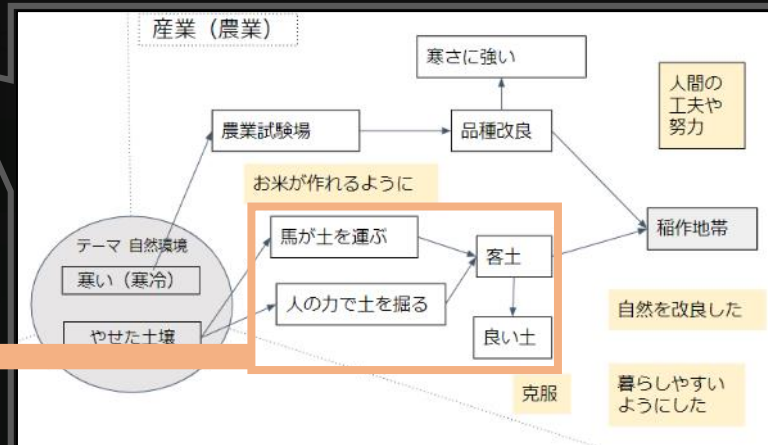 産業（農業）
寒さに強い
人間の
工夫や
努力
農業試験場
品種改良
お米が作れるように
稲作地帯
テーマ 自然環境
馬が土を運ぶ
客土
寒い（寒冷）
人の力で土を掘る
自然を改良した
やせた土壌
良い土
克服
暮らしやすい
ようにした